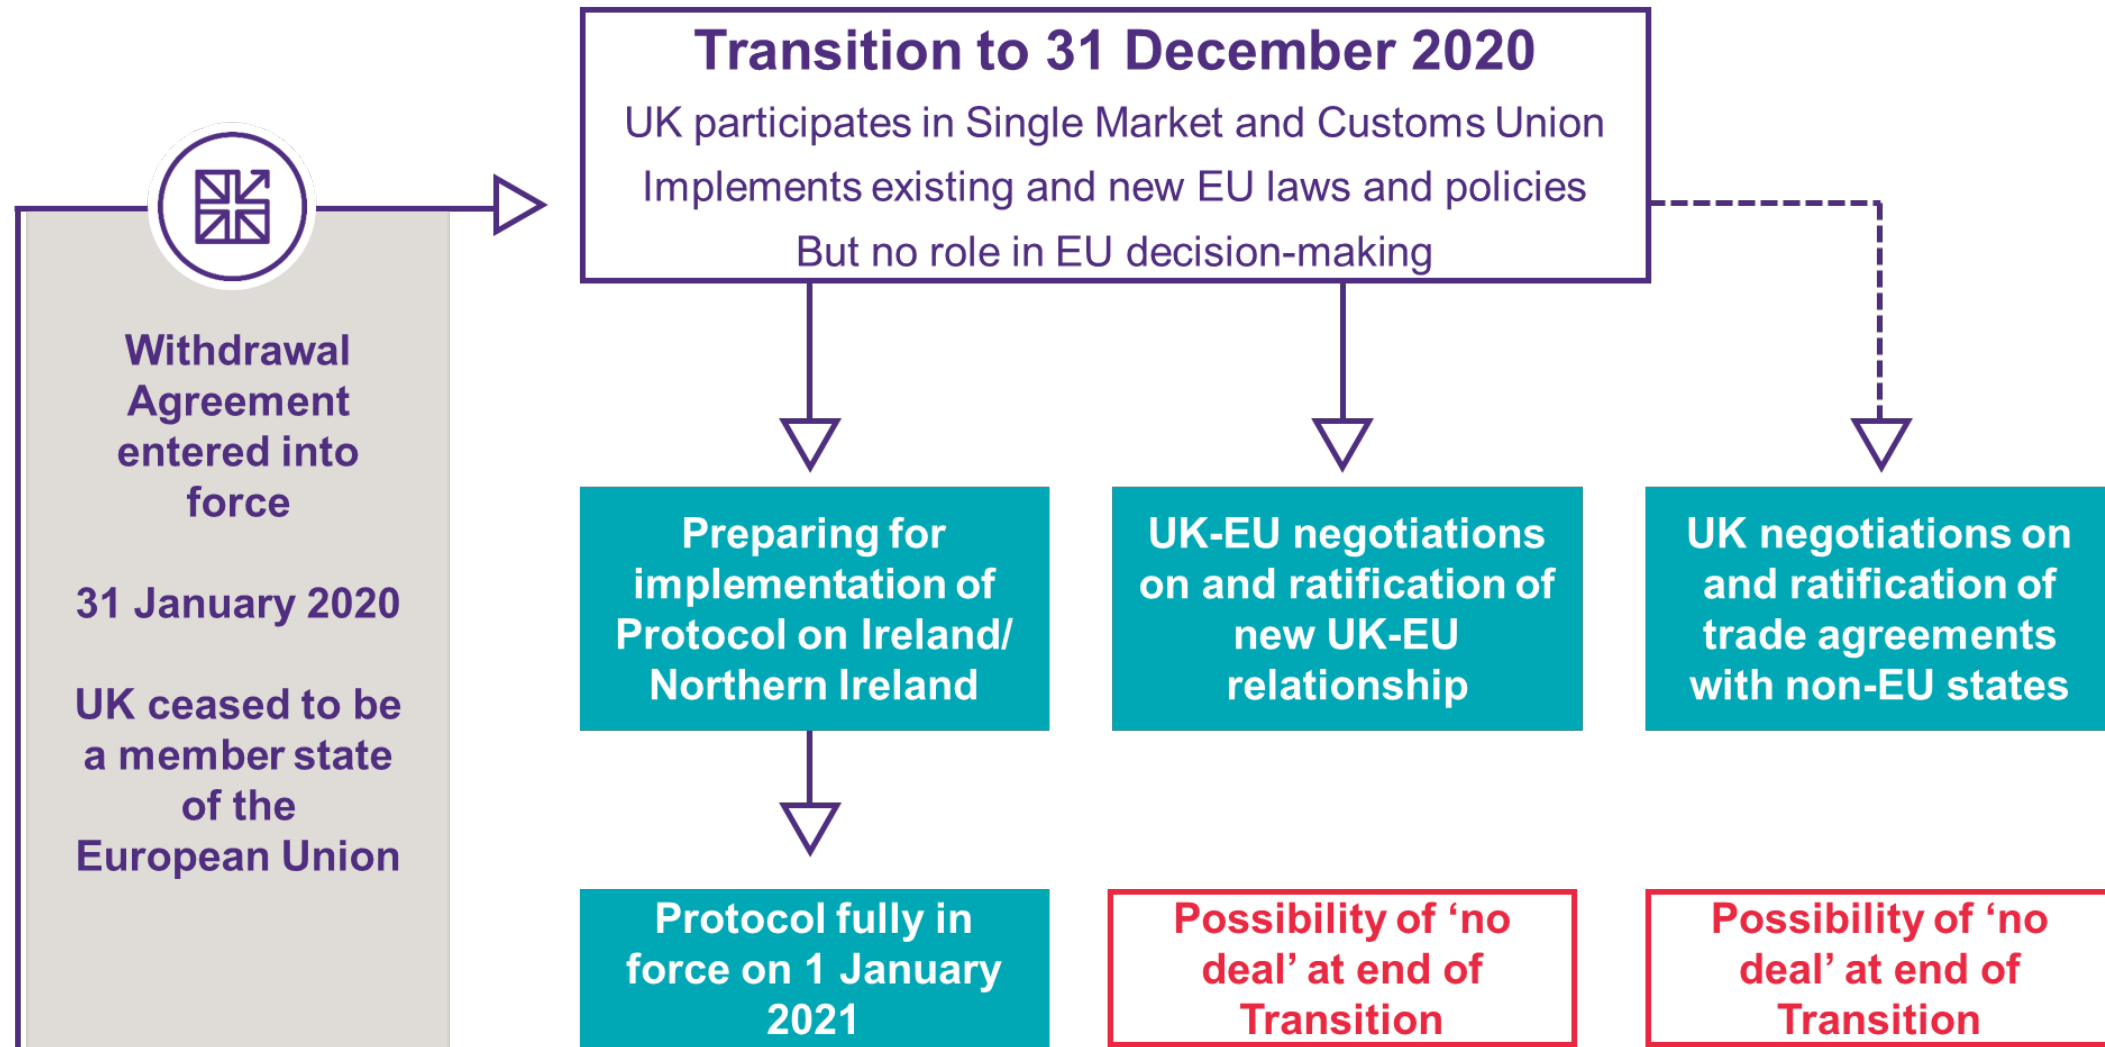 Transition to 31 December 2020
UK participates in Single Market and Customs Union
Implements existing and new EU laws and policies
But no role in EU decision-making
Withdrawal
Agreement
entered into
force
31 January 2020
UK ceased to be
a member state
of the
European Union
Preparing for
implementation of
Protocol on Ireland/
Northern Ireland
UK-EU negotiations
on and ratification of
new UK-EU
relationship
UK negotiations on
and ratification of
trade agreements
with non-EU states
Protocol fully in
force on 1 January
2021
Possibility of ‘no
deal’ at end of
Transition
Possibility of ‘no
deal’ at end of
Transition